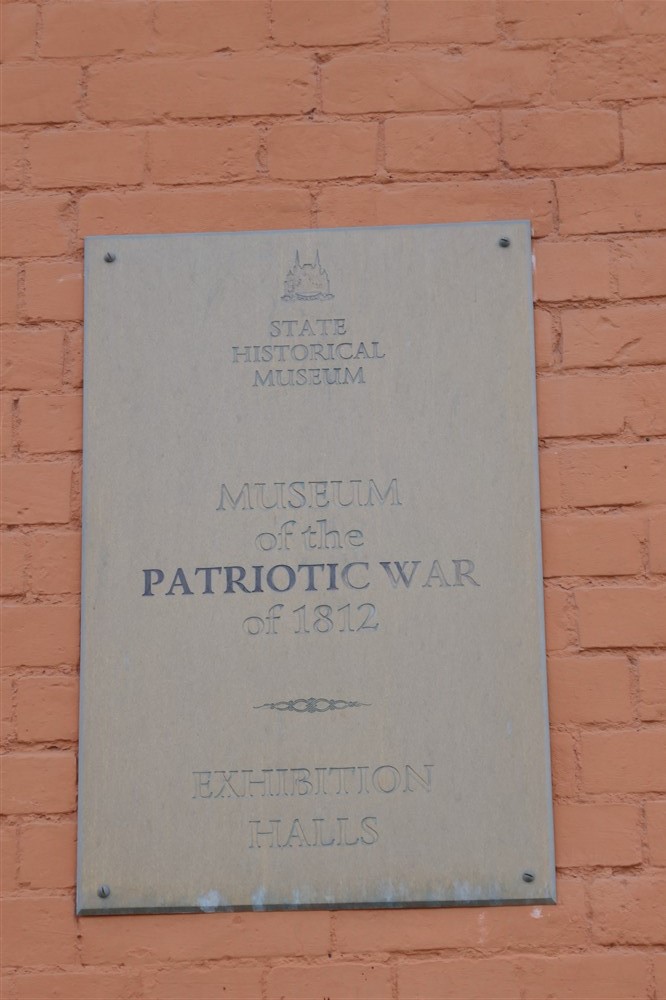 STATE
HISTORICAL
MUSEUM
MUSEUM
of the
PATRIOTIC WAR
of 1812
EXHIBITION
HALLS